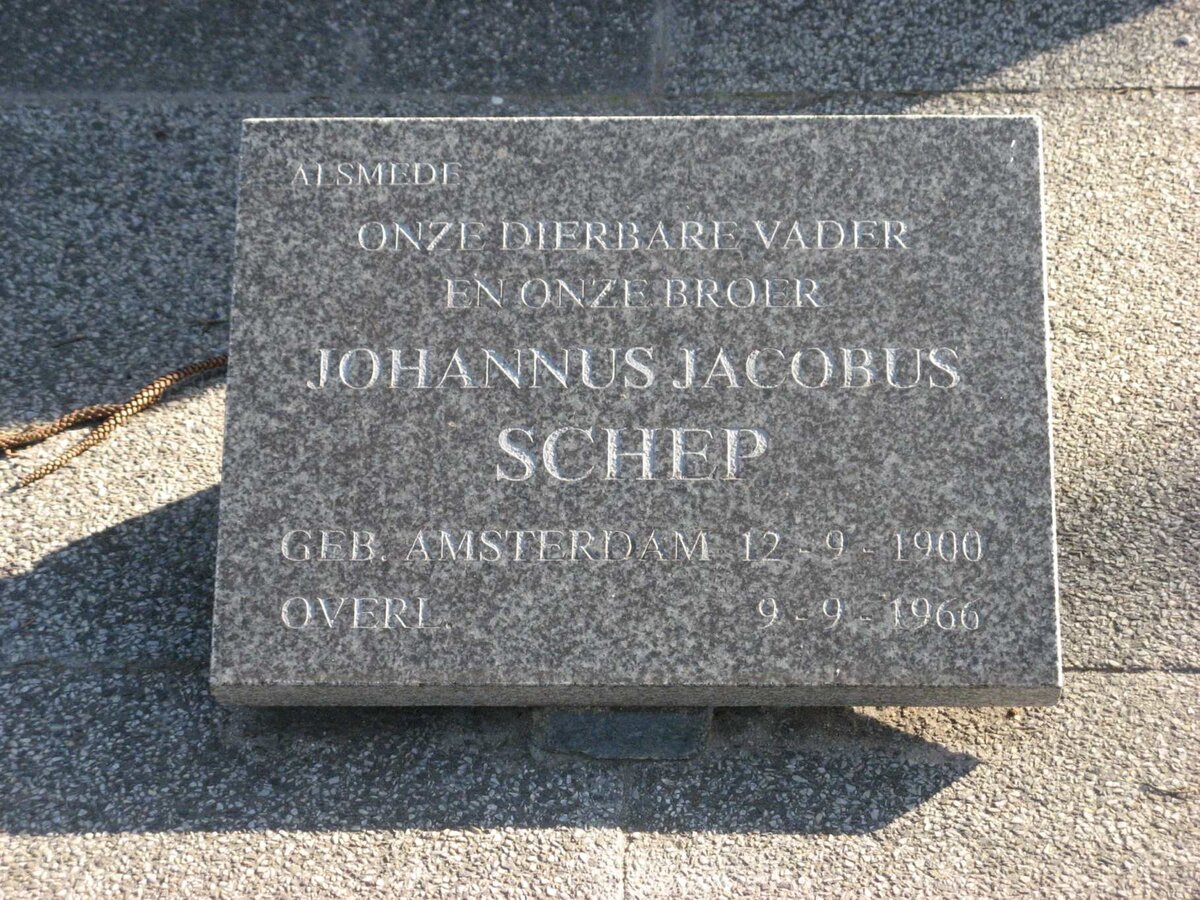 ALSMEDE
ONZE DIERBARE VADER
EN ONZE BROER
JOHANNUS JACOBUS
SCHEP
GEB. AMSTERDAM 12 - 9 - 1900
OVERL. 9 - 9 - 1966